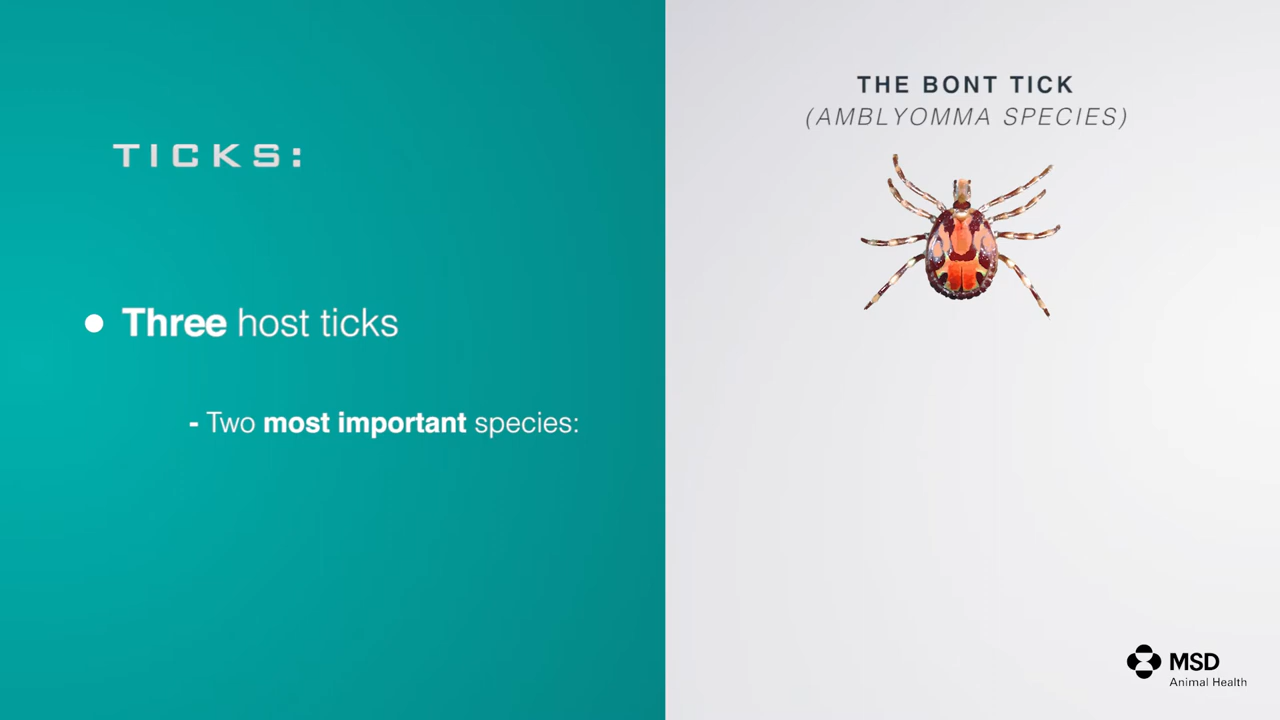 TICKS:
● Three host ticks
- Two most important species:
THE BONT TICK
(AMBLYOMMA SPECIES)
MSD
Animal Health